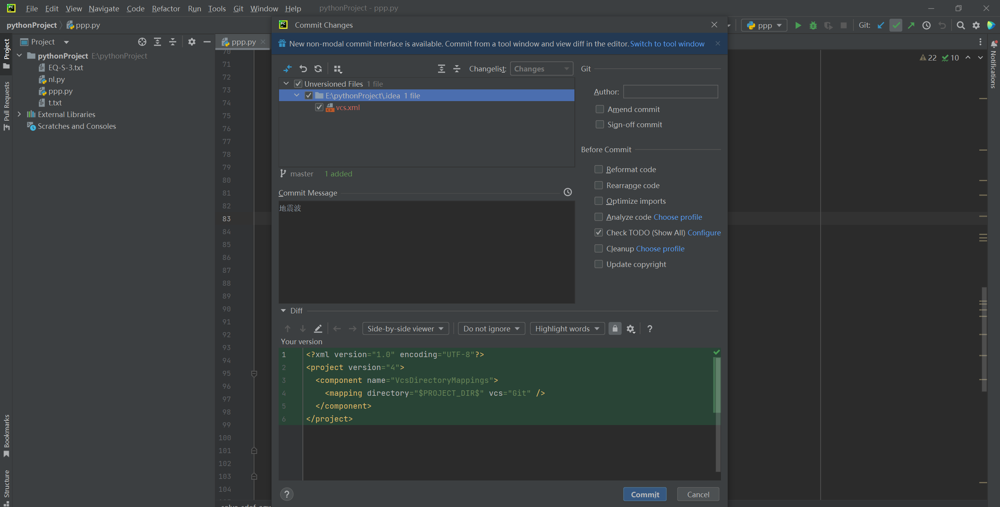 PC File Edit View Navigate Code Refactor Run Tools Git Window Help pythonProject - ppp.py
pythonProject ppp.py
ppp Git:
PC Commit Changes
New non-modal commit interface is available. Commit from a tool window and view diff in the editor. Switch to tool window
Project
Project
pythonProject E:\pythonProject
EQ-S-3.txt
nl.py
ppp.py
t.txt
External Libraries
Scratches and Consoles
Pull Requests
Bookmarks
Structure
ppp.py
70
71
72
73
74
75
76
77
78
79
80
81
82
83
84
85
86
87
88
89
90
91
92
93
94
95
96
97
98
99
100
101
102
103
104
Changelist: Changes
Unversioned Files 1 file
E:\pythonProject\.idea 1 file
vcs.xml
master 1 added
Commit Message
地震波
Git
Author:
Amend commit
Sign-off commit
Before Commit
Reformat code
Rearrange code
Optimize imports
Analyze code Choose profile
Check TODO (Show All) Configure
Cleanup Choose profile
Update copyright
Diff
Side-by-side viewer Do not ignore Highlight words ?
Your version
1 <?xml version="1.0" encoding="UTF-8"?>
2 <project version="4">
3 <component name="VcsDirectoryMappings">
4 <mapping directory="$PROJECT_DIR$" vcs="Git" />
5 </component>
6 </project>
? Commit Cancel
22 10
Notifications